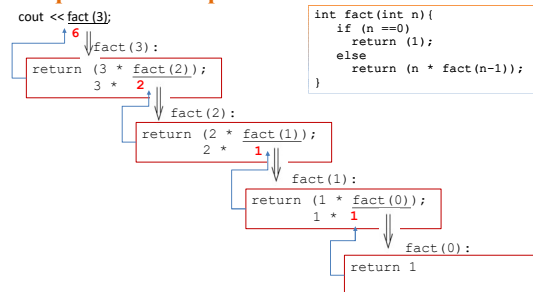 cout << fact (3);
6
fact(3):
return (3 * fact(2));
3 * 2
fact(2):
return (2 * fact(1));
2 * 1
fact(1):
return (1 * fact(0));
1 * 1
fact(0):
return 1
int fact(int n){
if (n ==0)
return (1);
else
return (n * fact(n-1));
}